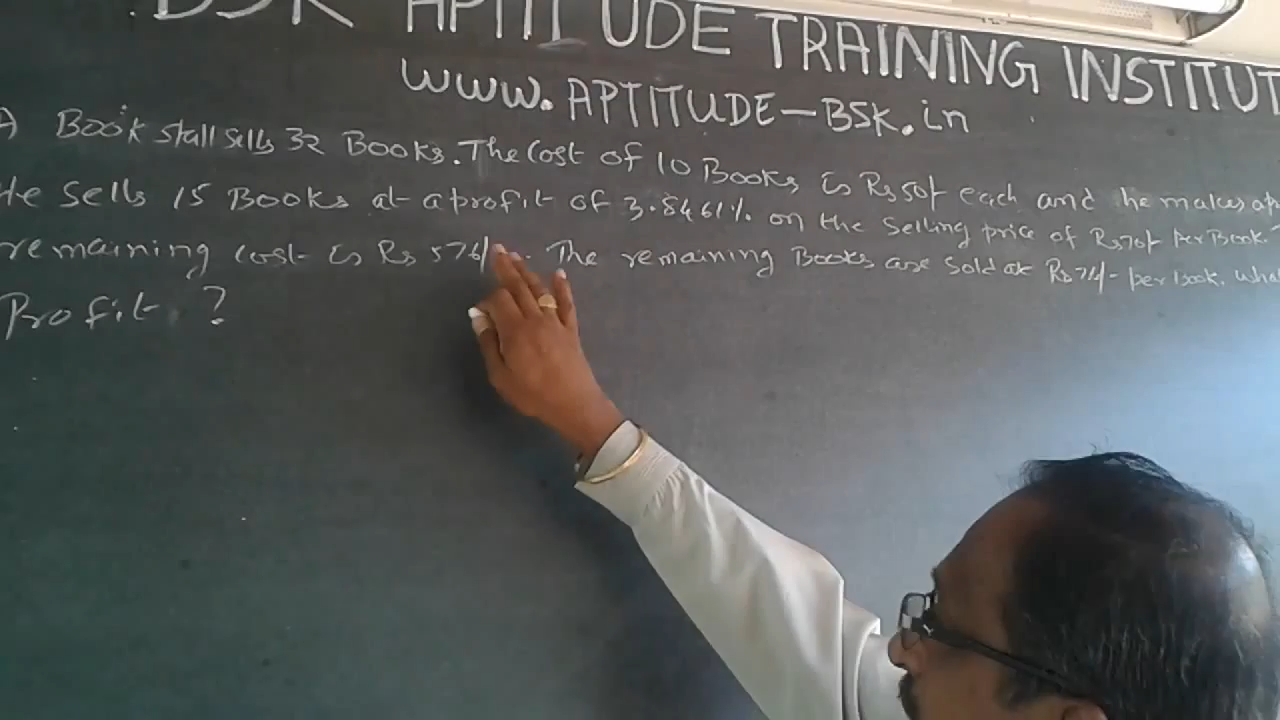 BSK APTITUDE TRAINING INSTITUT
WWW.APTITUDE-BSK.in
A Book stall sells 32 Books. The Cost of 10 Books is Rs 50/- each and he makes a p
He sells 15 Books at a profit of 3.8461% on the selling price of Rs 70/- per Book.
remaining cost is Rs 576/- . The remaining Books are sold at Rs 74/- per book. What
Profit ?